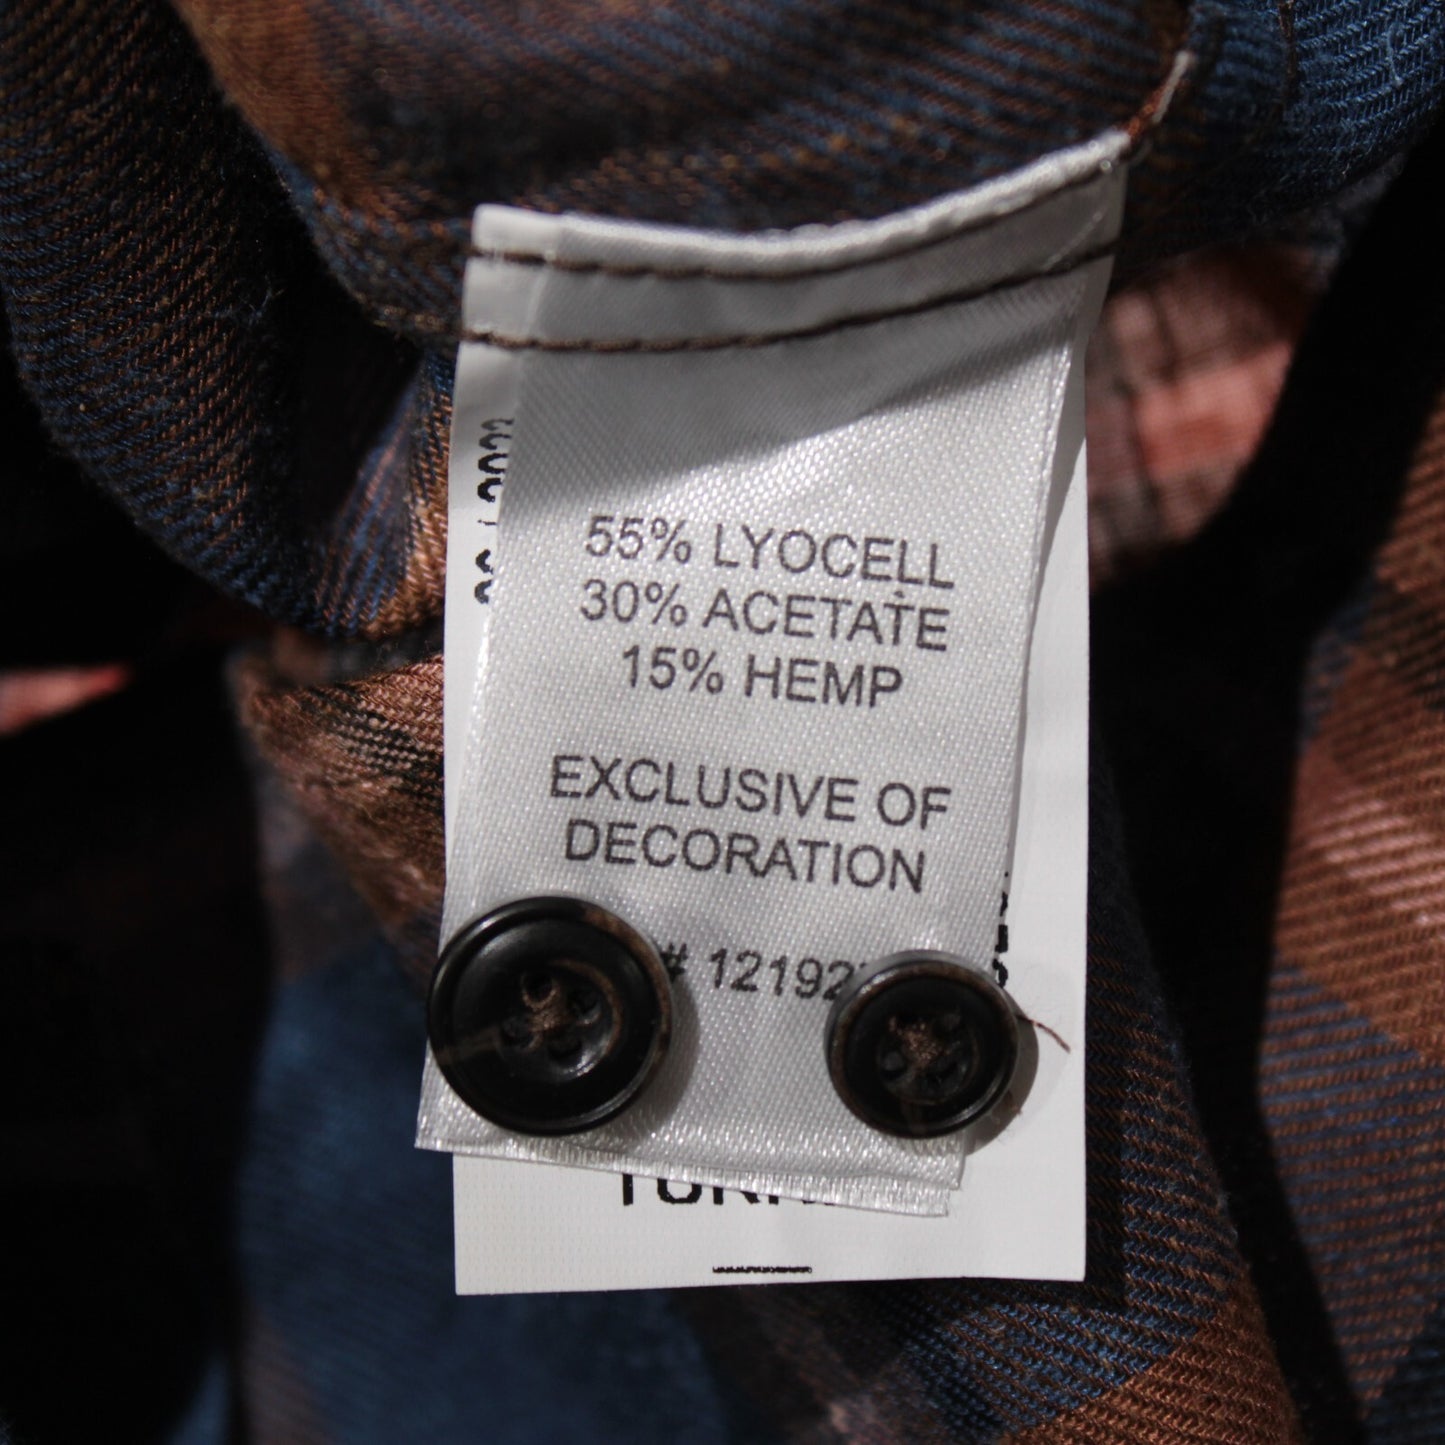 55% LYOCELL
30% ACETATE
15% HEMP
EXCLUSIVE OF
DECORATION